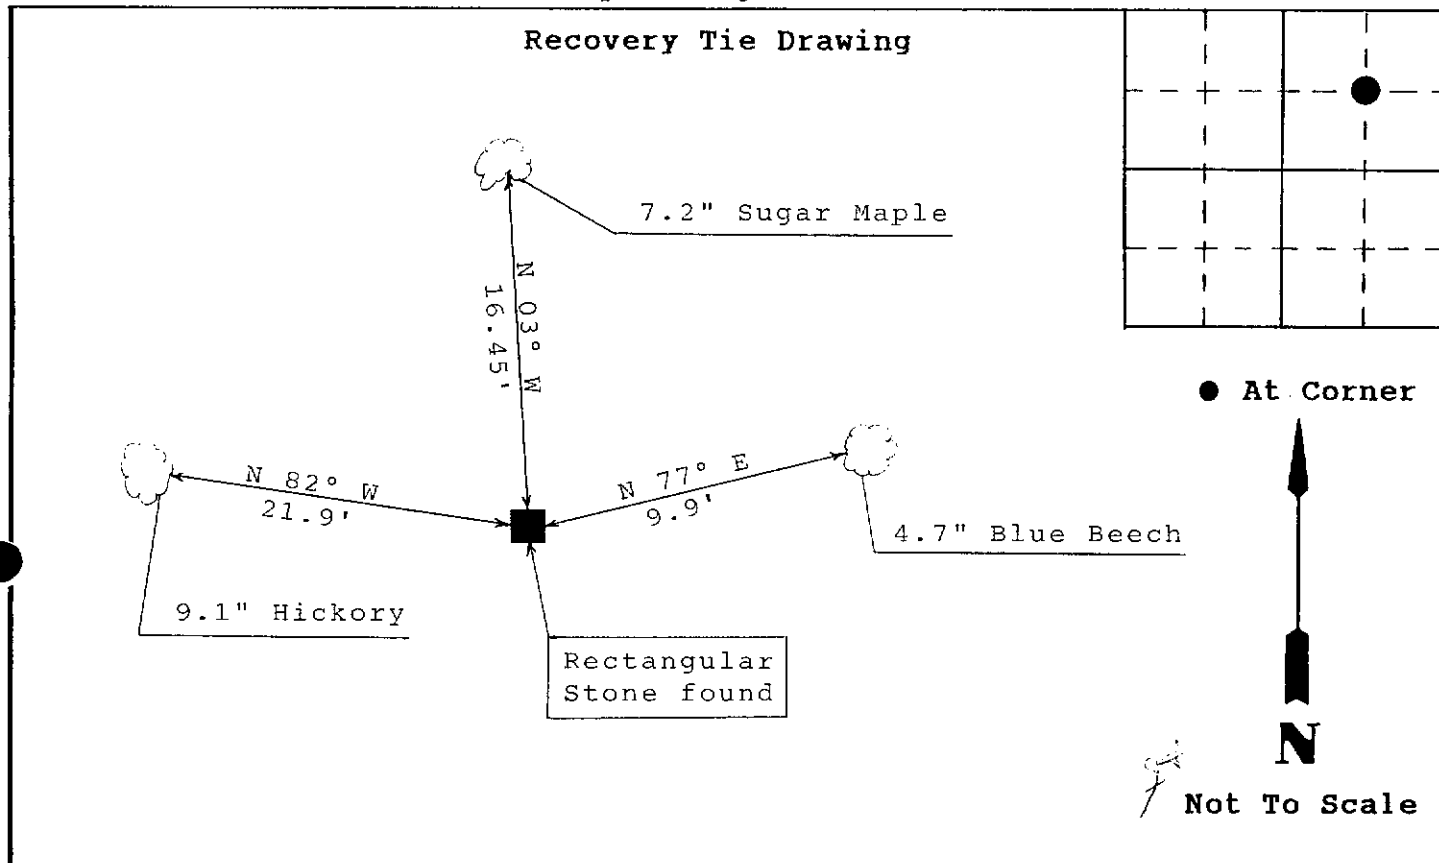 Recovery Tie Drawing
7.2" Sugar Maple
N 03° W
16.45'
● At Corner
N 82° W
21.9'
N 77° E
9.9'
4.7" Blue Beech
9.1" Hickory
Rectangular
Stone found
N
Not To Scale